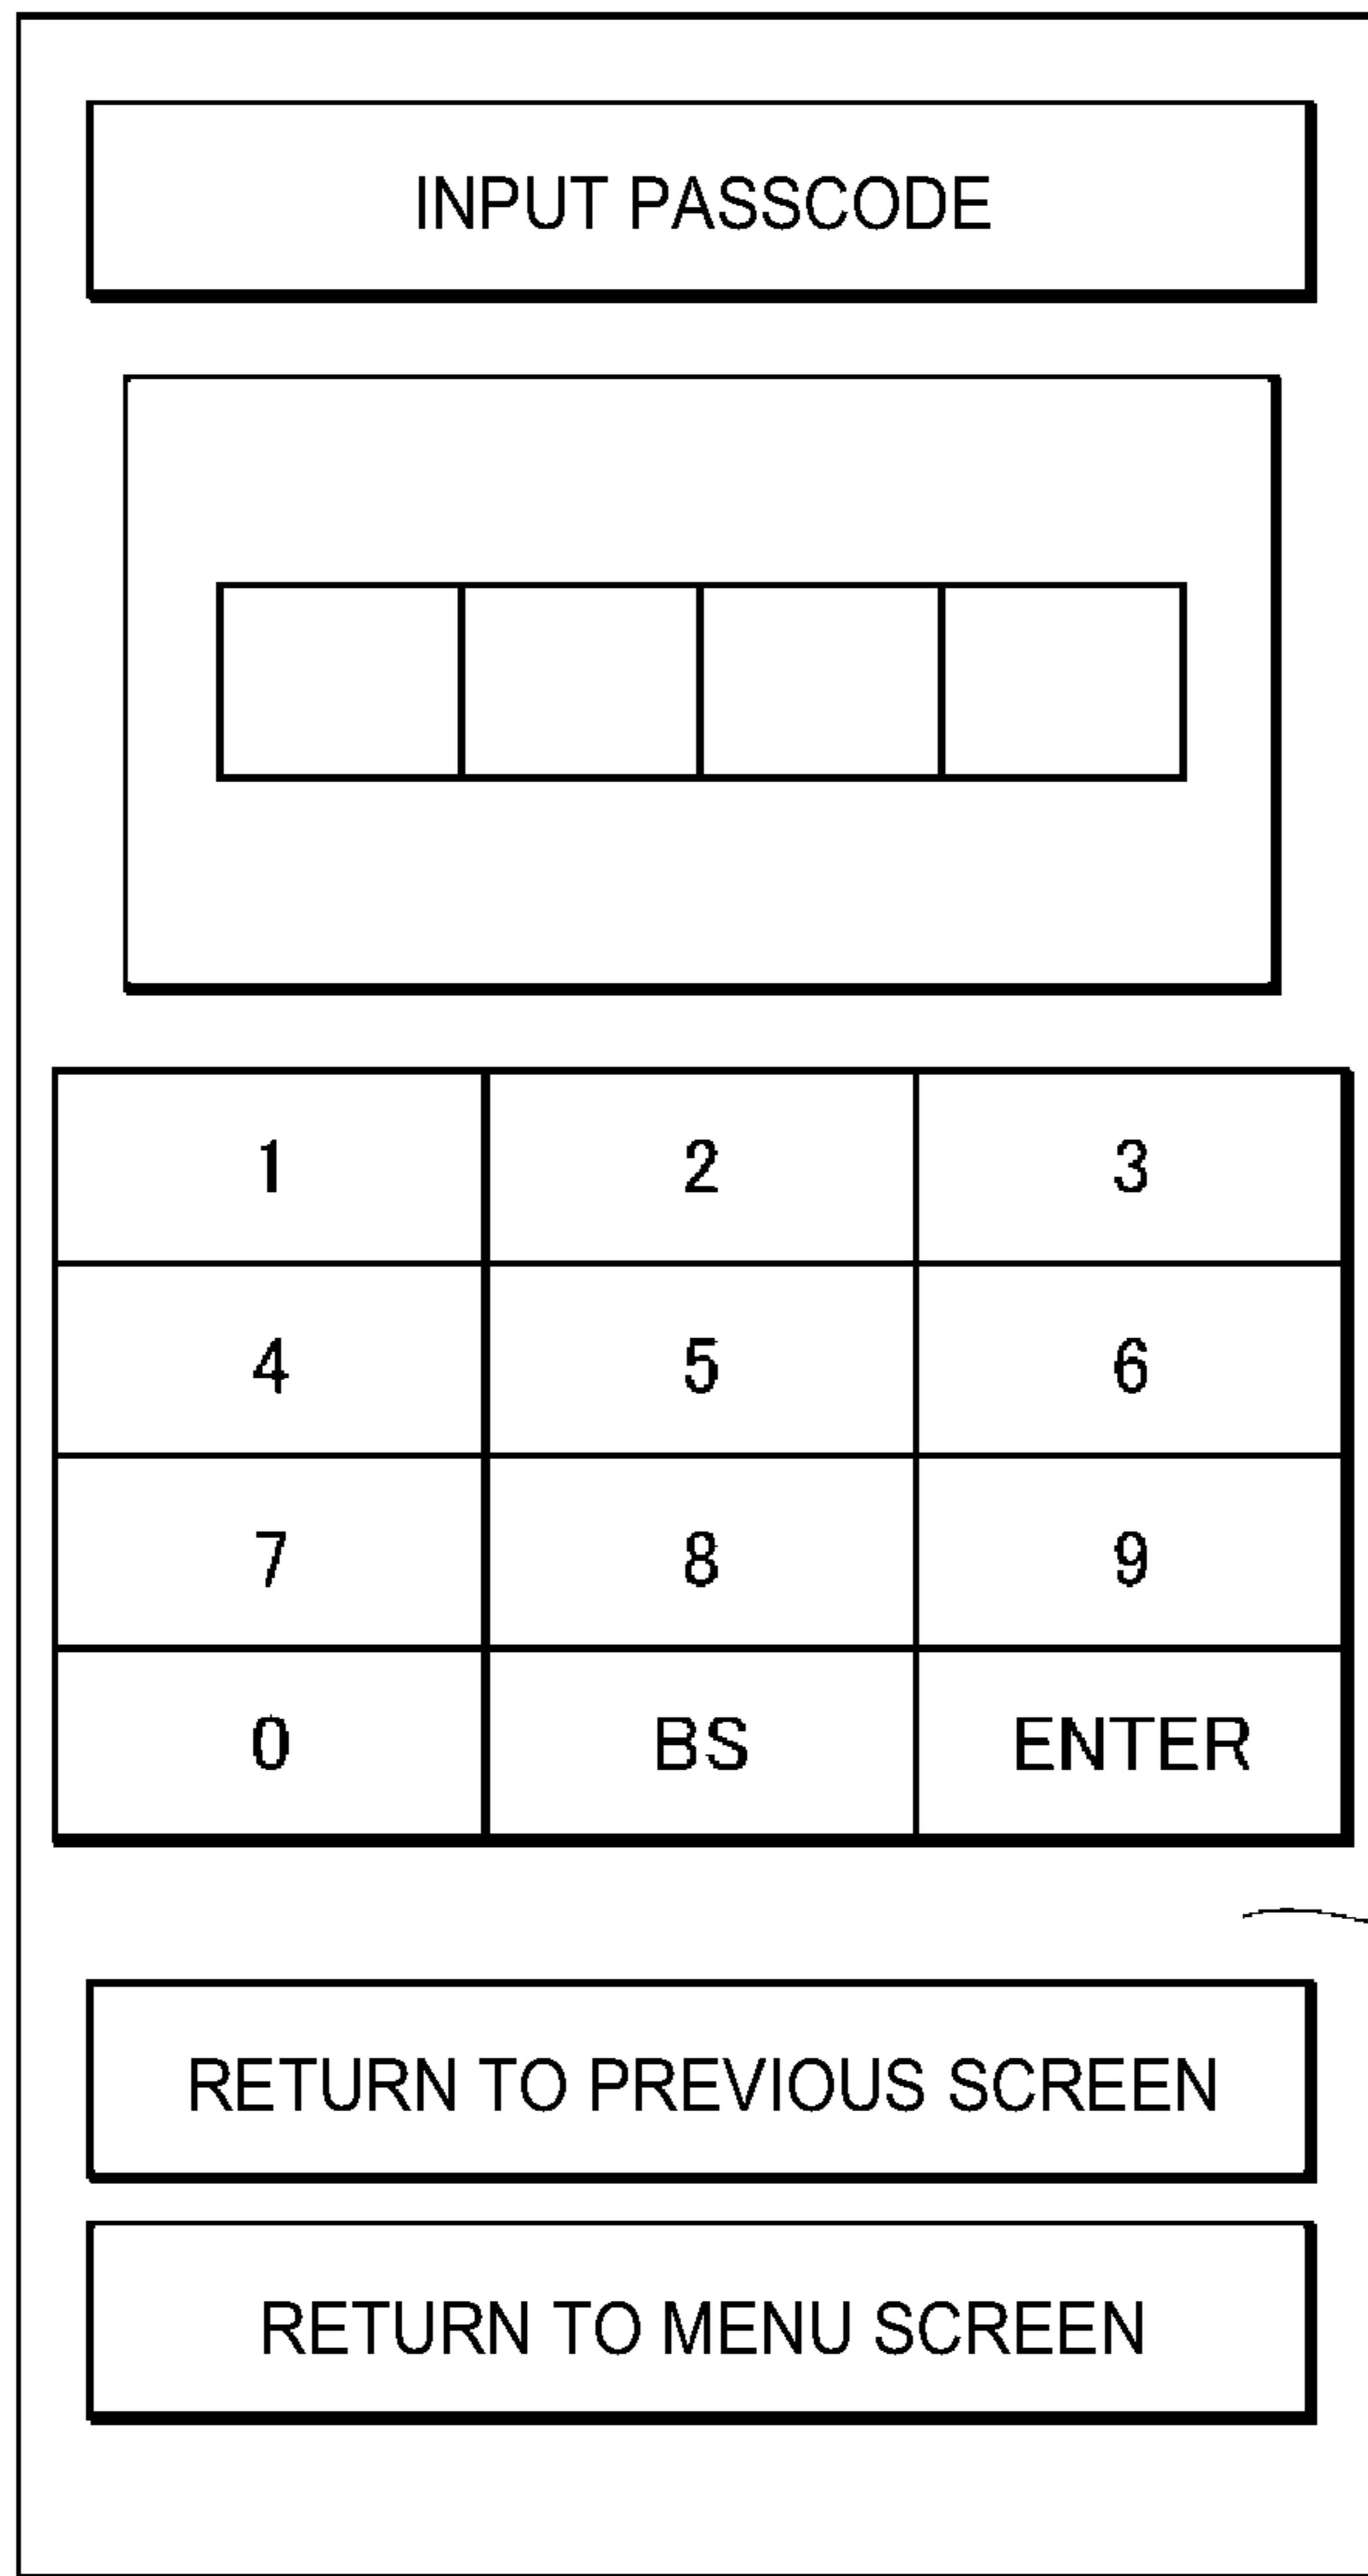 INPUT PASSCODE
1 2 3
4 5 6
7 8 9
0 BS ENTER
RETURN TO PREVIOUS SCREEN
RETURN TO MENU SCREEN